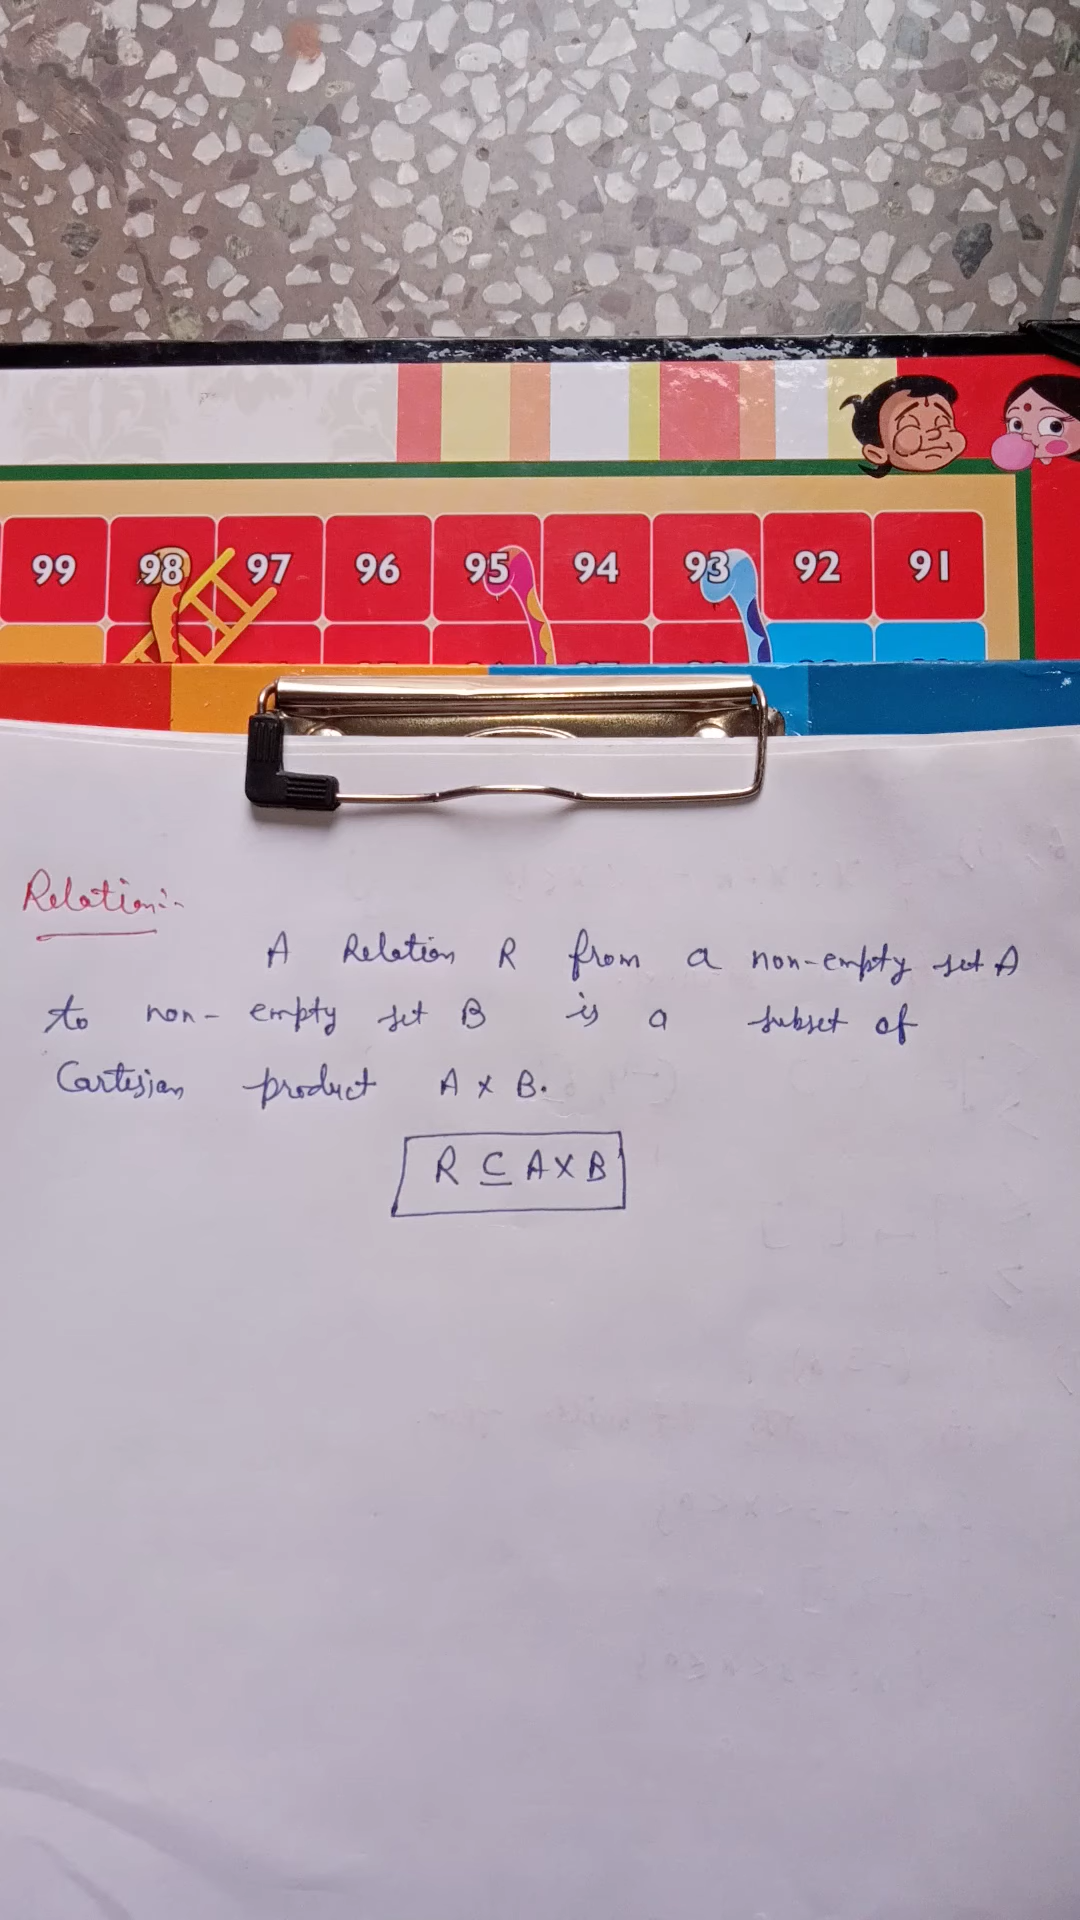 99 98 97 96 95 94 93 92 91
Relation:-
A Relation R from a non-empty set A
to non-empty set B is a subset of
Cartesian product A X B.
R ⊆ A X B